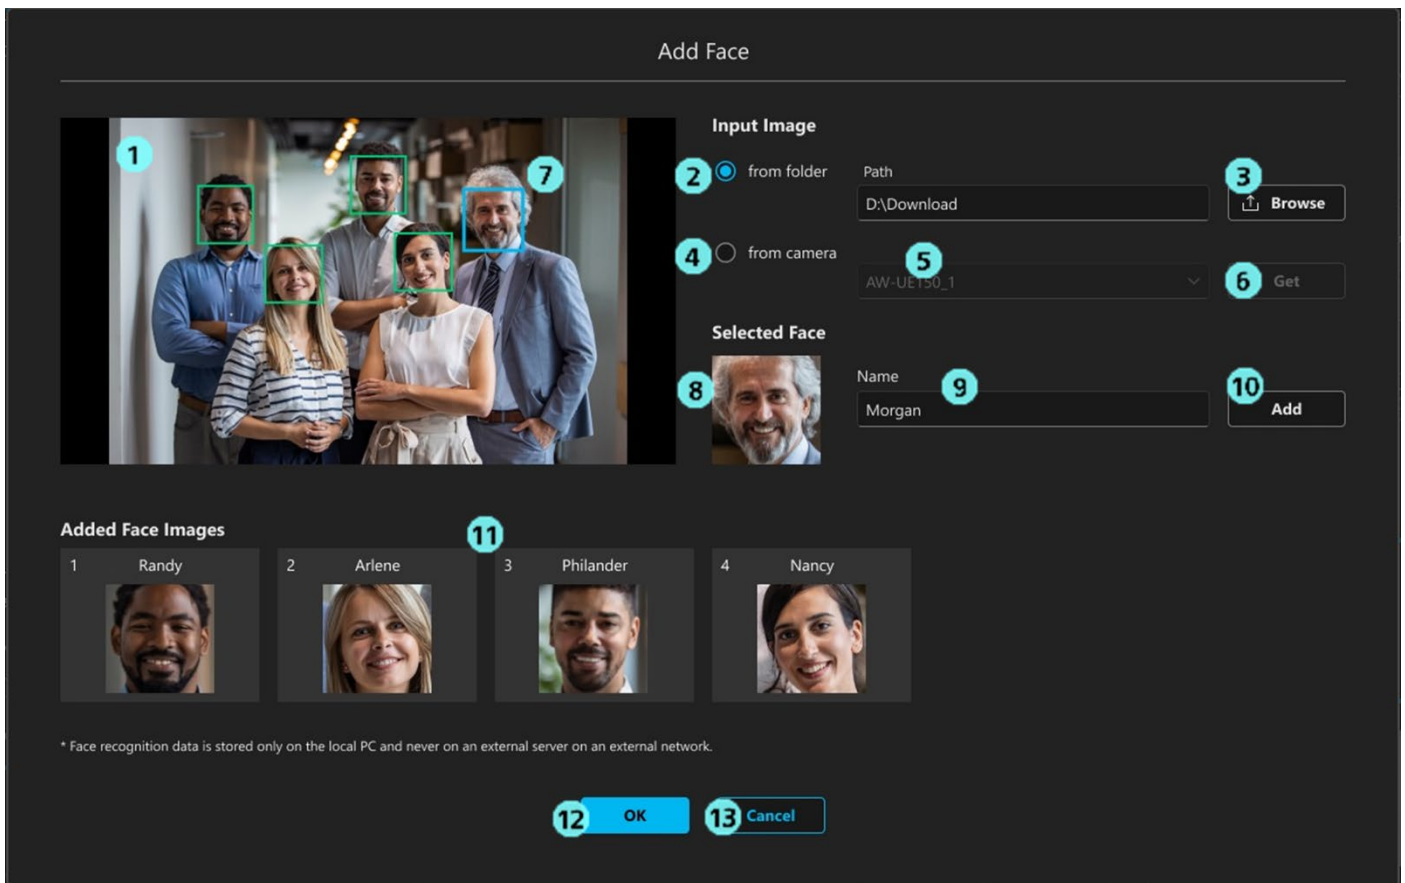 Add Face
1
7
Input Image
2
from folder
Path
3
D:\Download
Browse
4
from camera
5
AW-UE150_1
6
Get
Selected Face
8
Name
9
10
Morgan
Add
Added Face Images
11
1 Randy
2 Arlene
3 Philander
4 Nancy
* Face recognition data is stored only on the local PC and never on an external server on an external network.
12
OK
13
Cancel